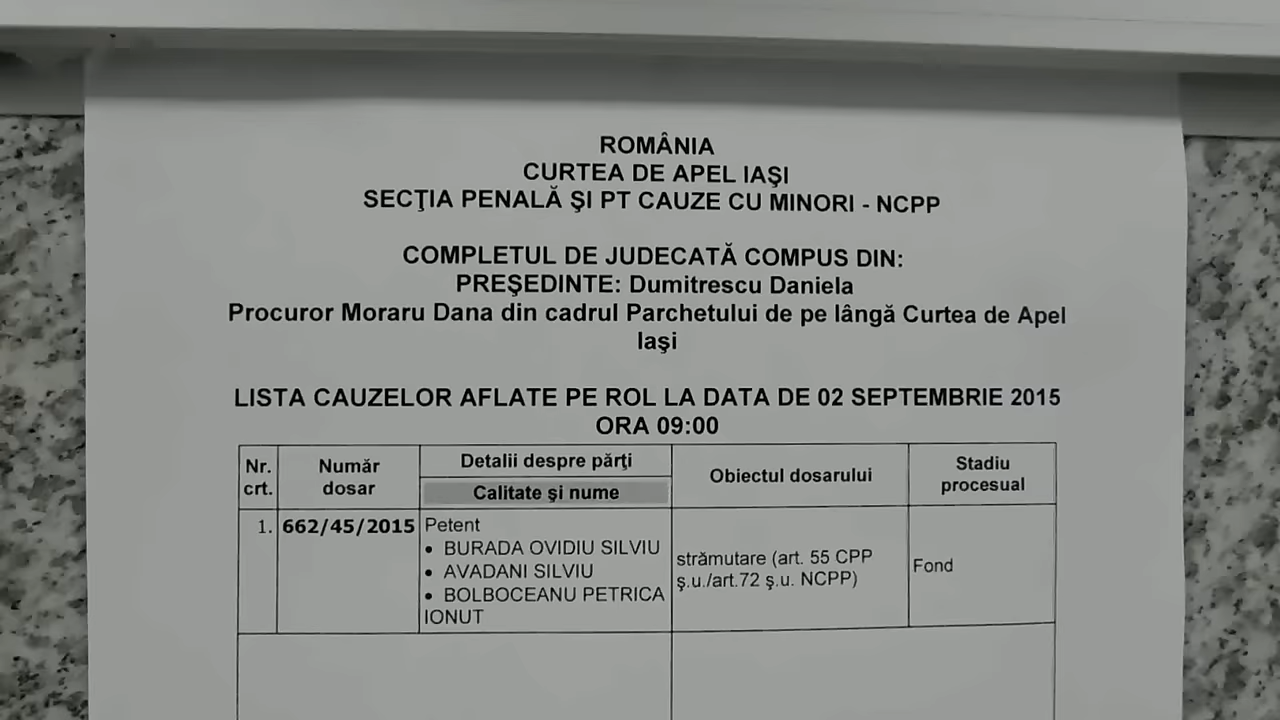 ROMÂNIA
CURTEA DE APEL IAŞI
SECŢIA PENALĂ ŞI PT CAUZE CU MINORI - NCPP
COMPLETUL DE JUDECATĂ COMPUS DIN:
PREŞEDINTE: Dumitrescu Daniela
Procuror Moraru Dana din cadrul Parchetului de pe lângă Curtea de Apel
Iaşi
LISTA CAUZELOR AFLATE PE ROL LA DATA DE 02 SEPTEMBRIE 2015
ORA 09:00
Nr.
crt.
Număr
dosar
Detalii despre părţi
Calitate şi nume
Obiectul dosarului
Stadiu
procesual
1.
662/45/2015
Petent
• BURADA OVIDIU SILVIU
• AVADANI SILVIU
• BOLBOCEANU PETRICA
IONUT
strămutare (art. 55 CPP
ş.u./art.72 ş.u. NCPP)
Fond